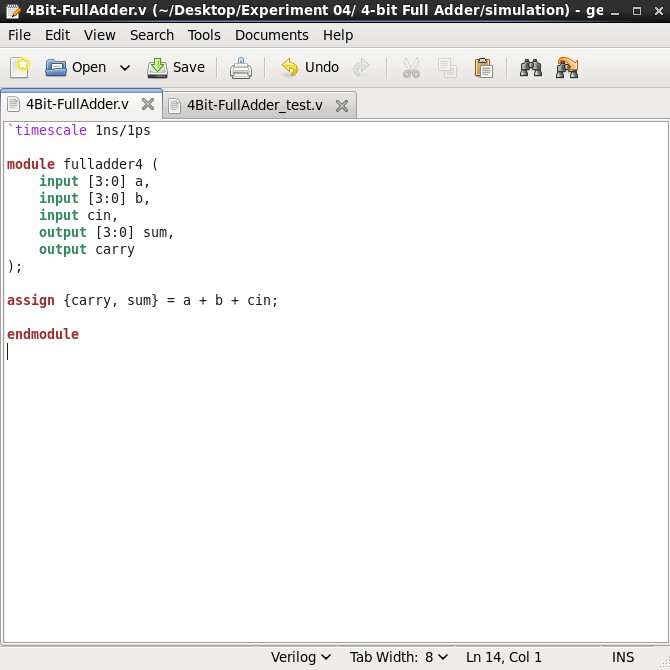 4Bit-FullAdder.v (~/Desktop/Experiment 04/ 4-bit Full Adder/simulation) - ge
File Edit View Search Tools Documents Help
Open Save Undo
4Bit-FullAdder.v 4Bit-FullAdder_test.v
`timescale 1ns/1ps
module fulladder4 (
    input [3:0] a,
    input [3:0] b,
    input cin,
    output [3:0] sum,
    output carry
);
assign {carry, sum} = a + b + cin;
endmodule
Verilog Tab Width: 8 Ln 14, Col 1 INS